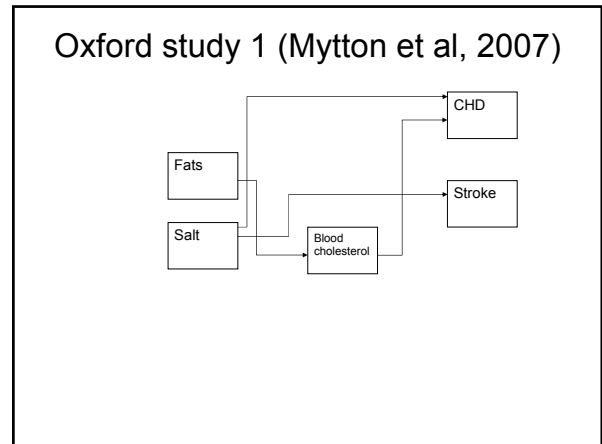 Oxford study 1 (Mytton et al, 2007)
CHD
Fats
Stroke
Salt
Blood
cholesterol